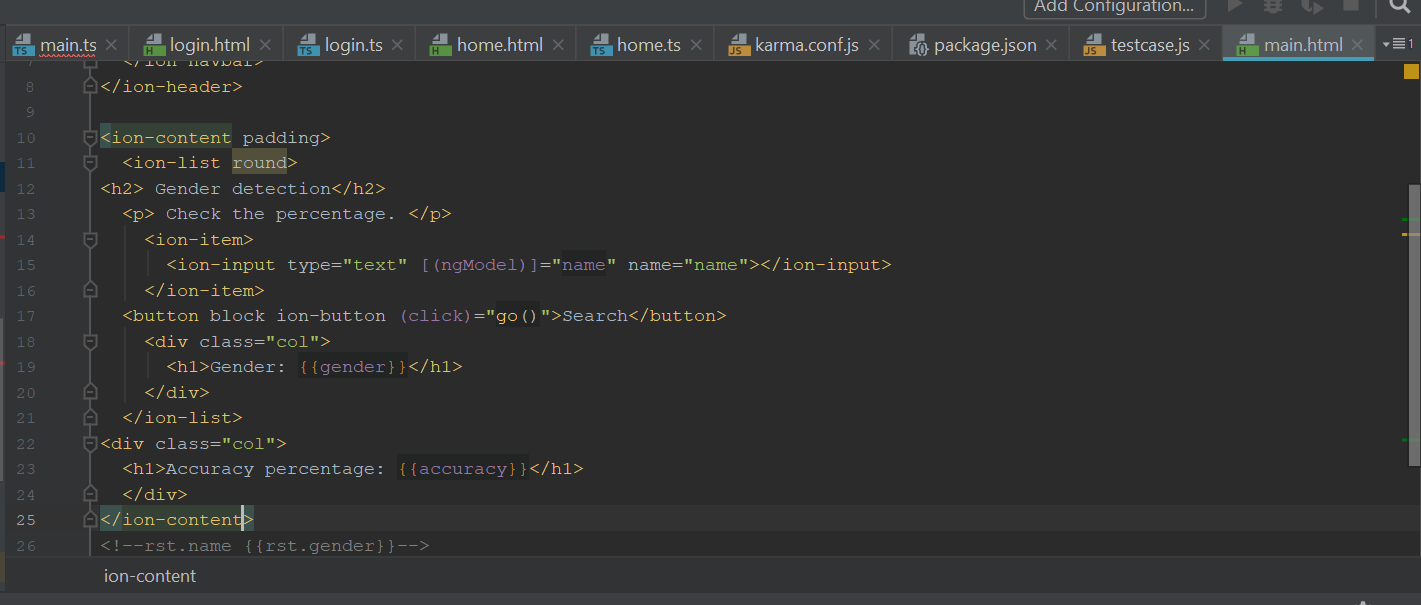 Add Configuration...
main.ts login.html login.ts home.html home.ts karma.conf.js package.json testcase.js main.html 1
</ion-navbar>
8 </ion-header>
9
10 <ion-content padding>
11 <ion-list round>
12 <h2> Gender detection</h2>
13 <p> Check the percentage. </p>
14 <ion-item>
15 <ion-input type="text" [(ngModel)]="name" name="name"></ion-input>
16 </ion-item>
17 <button block ion-button (click)="go()">Search</button>
18 <div class="col">
19 <h1>Gender: {{gender}}</h1>
20 </div>
21 </ion-list>
22 <div class="col">
23 <h1>Accuracy percentage: {{accuracy}}</h1>
24 </div>
25 </ion-content>
26 <!--rst.name {{rst.gender}}-->
ion-content